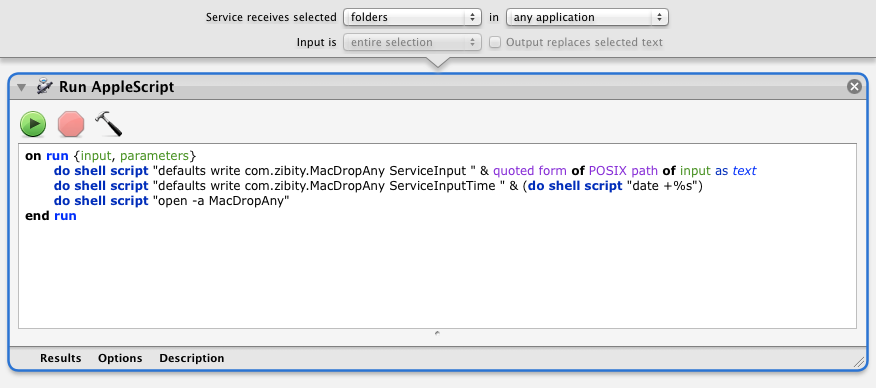 Service receives selected folders in any application
Input is entire selection Output replaces selected text
Run AppleScript
on run {input, parameters}
do shell script "defaults write com.zibity.MacDropAny ServiceInput " & quoted form of POSIX path of input as text
do shell script "defaults write com.zibity.MacDropAny ServiceInputTime " & (do shell script "date +%s")
do shell script "open -a MacDropAny"
end run
Results Options Description